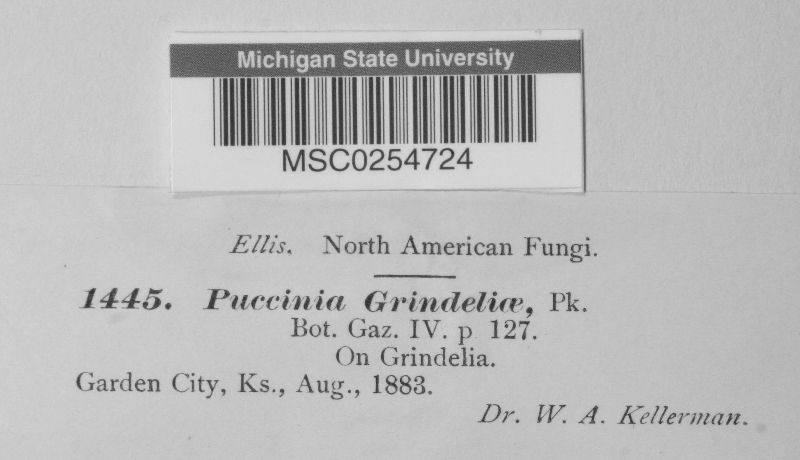 Michigan State University
MSC0254724
Ellis. North American Fungi.
1445. Puccinia Grindeliæ, Pk.
Bot. Gaz. IV. p 127.
On Grindelia.
Garden City, Ks., Aug., 1883.
Dr. W. A. Kellerman.